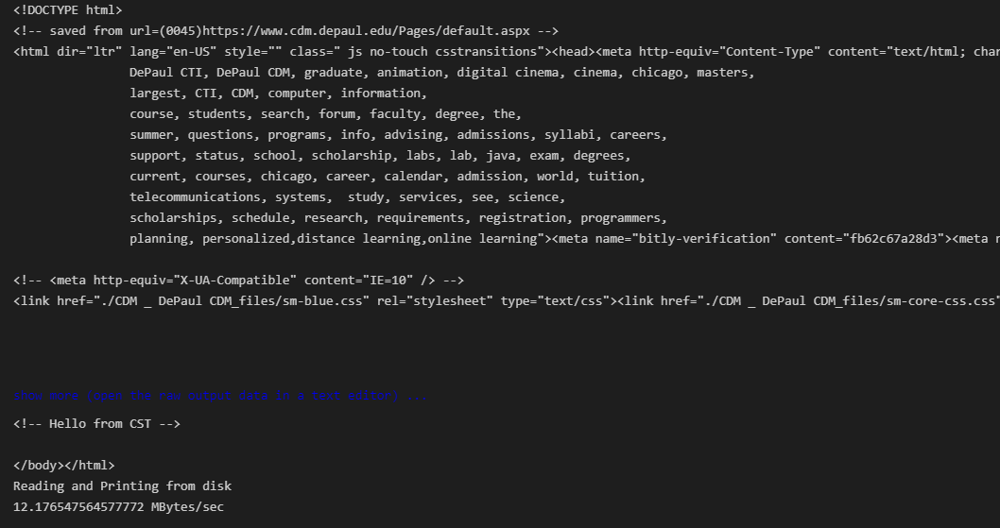 <!DOCTYPE html>
<!-- saved from url=(0045)https://www.cdm.depaul.edu/Pages/default.aspx -->
<html dir="ltr" lang="en-US" style="" class=" js no-touch csstransitions"><head><meta http-equiv="Content-Type" content="text/html; char
DePaul CTI, DePaul CDM, graduate, animation, digital cinema, cinema, chicago, masters,
largest, CTI, CDM, computer, information,
course, students, search, forum, faculty, degree, the,
summer, questions, programs, info, advising, admissions, syllabi, careers,
support, status, school, scholarship, labs, lab, java, exam, degrees,
current, courses, chicago, career, calendar, admission, world, tuition,
telecommunications, systems,  study, services, see, science,
scholarships, schedule, research, requirements, registration, programmers,
planning, personalized,distance learning,online learning"><meta name="bitly-verification" content="fb62c67a28d3"><meta n
<!-- <meta http-equiv="X-UA-Compatible" content="IE=10" /> -->
<link href="./CDM _ DePaul CDM_files/sm-blue.css" rel="stylesheet" type="text/css"><link href="./CDM _ DePaul CDM_files/sm-core-css.css"
show more (open the raw output data in a text editor) ...
<!-- Hello from CST -->
</body></html>
Reading and Printing from disk
12.176547564577772 MBytes/sec